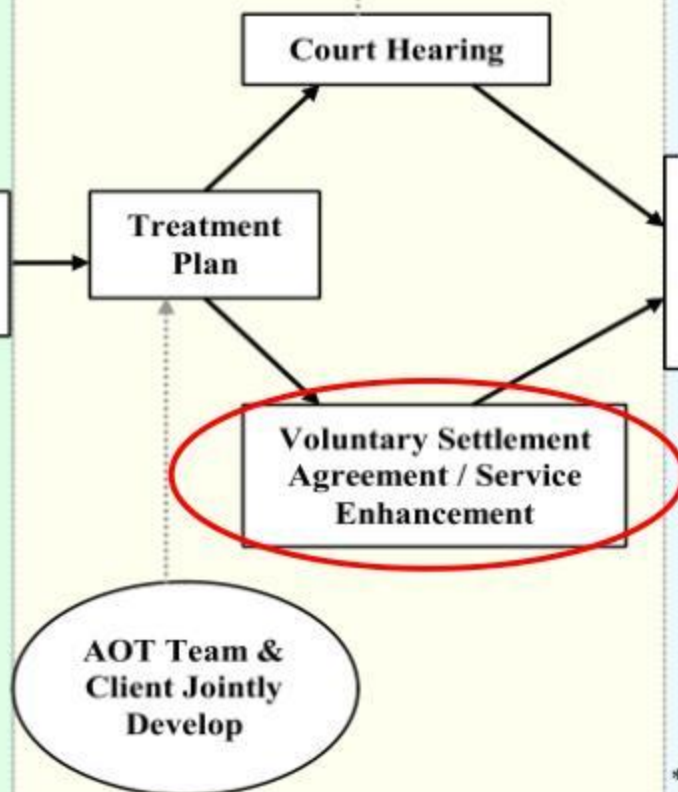 Court Hearing
Treatment
Plan
Voluntary Settlement
Agreement / Service
Enhancement
AOT Team &
Client Jointly
Develop
*